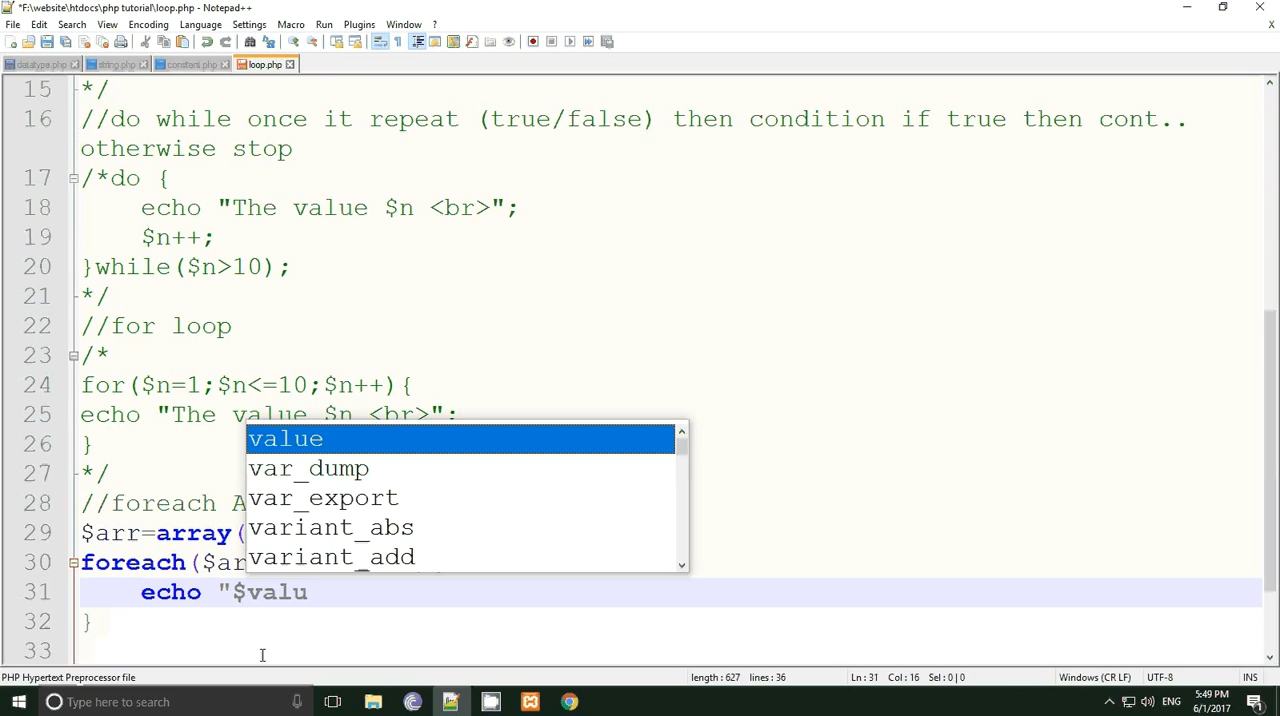 *F:\website\htdocs\php tutorial\loop.php - Notepad++
File Edit Search View Encoding Language Settings Macro Run Plugins Window ?
X
datatype.php string.php constant.php loop.php
15 */
16 //do while once it repeat (true/false) then condition if true then cont..
otherwise stop
17 /*do {
18 echo "The value $n <br>";
19 $n++;
20 }while($n>10);
21 */
22 //for loop
23 /*
24 for($n=1;$n<=10;$n++){
25 echo "The value $n <br>";
26 }
27 */
28 //foreach A
29 $arr=array(
30 foreach($ar
31 echo "$valu
32 }
33
value
var_dump
var_export
variant_abs
variant_add
PHP Hypertext Preprocessor file length : 627 lines : 36 Ln : 31 Col : 16 Sel : 0 | 0 Windows (CR LF) UTF-8 INS
Type here to search
ENG
5:49 PM
6/1/2017